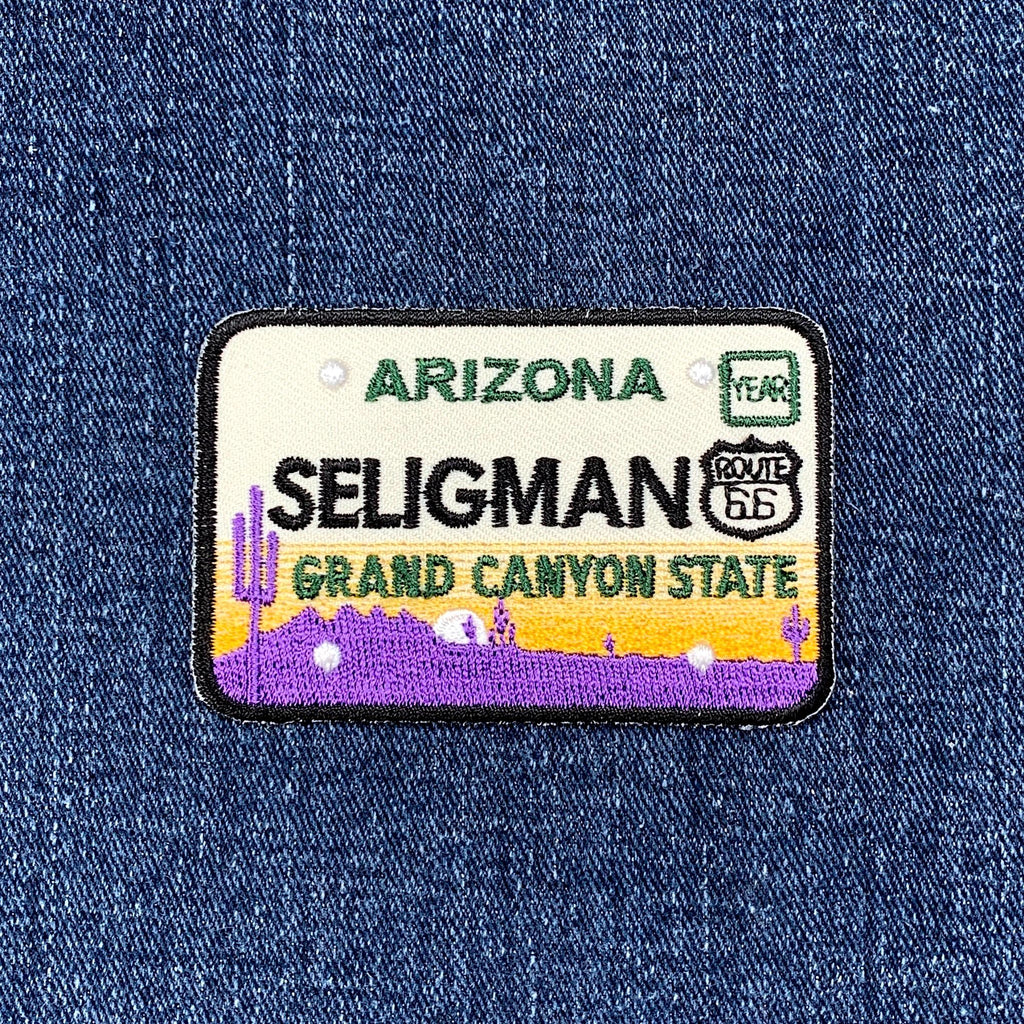 ARIZONA
YEAR
SELIGMAN
ROUTE
66
GRAND CANYON STATE